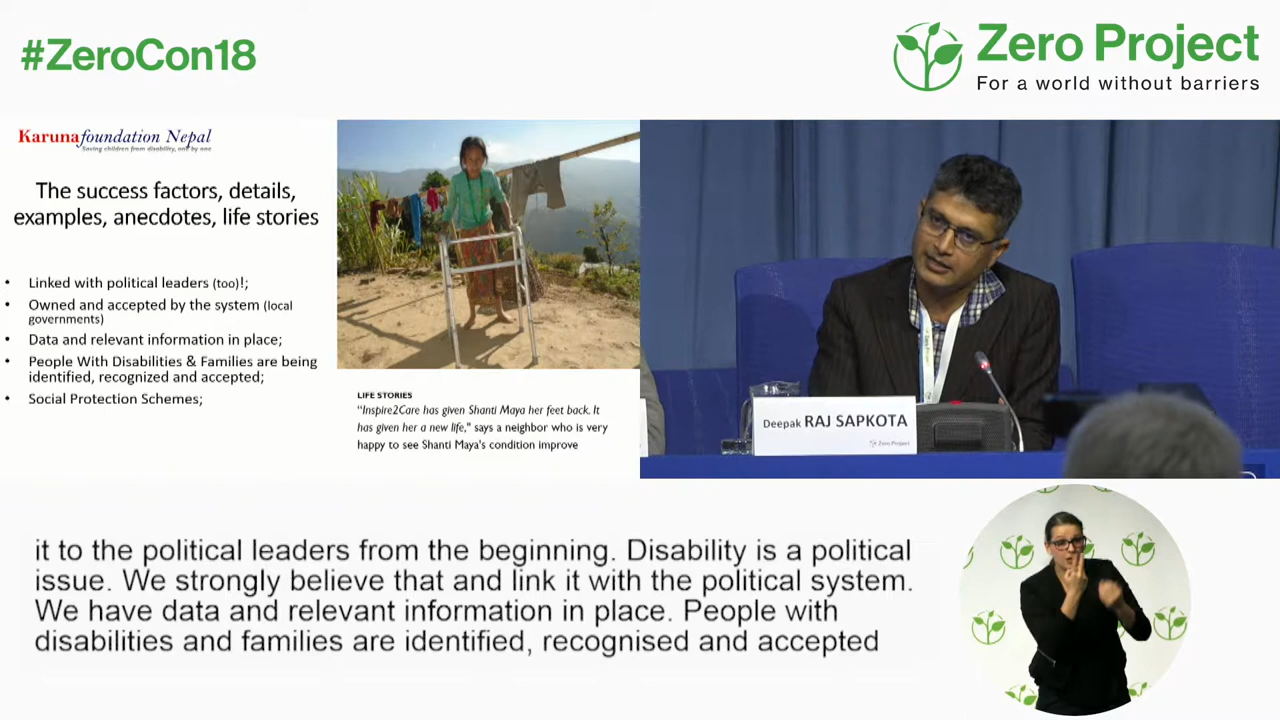 #ZeroCon18
Zero Project
For a world without barriers
Karunafoundation Nepal
Saving children from disability, one by one
The success factors, details,
examples, anecdotes, life stories
• Linked with political leaders (too)!;
• Owned and accepted by the system (local
governments)
• Data and relevant information in place;
• People With Disabilities & Families are being
identified, recognized and accepted;
• Social Protection Schemes;
LIFE STORIES
"Inspire2Care has given Shanti Maya her feet back. It
has given her a new life," says a neighbor who is very
happy to see Shanti Maya's condition improve
Deepak RAJ SAPKOTA
Zero Project
it to the political leaders from the beginning. Disability is a political
issue. We strongly believe that and link it with the political system.
We have data and relevant information in place. People with
disabilities and families are identified, recognised and accepted